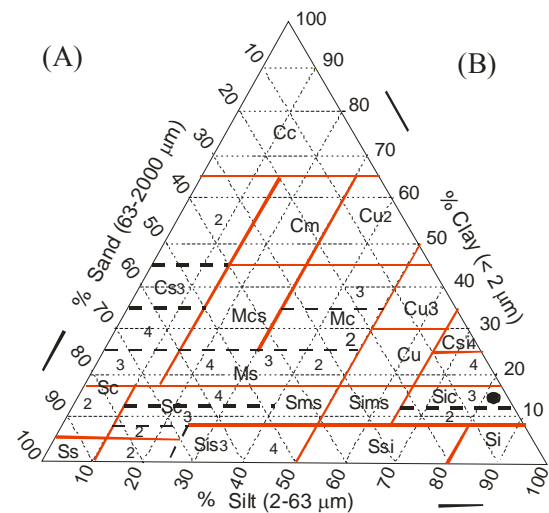 100
(A) (B)
10 90
20 80
Cc
30 70
40 60
2 Cm Cu2
50 50
Cs3
60 3 40
Mcs Mc Cu3
70 4 2 30
Cu Csi4
80 3 4 2 4 20
Ms
Sc 4 Sic 3
90 2 Sc3 Sms Sims 10
2 2
100 Ss 2 Sis3 4 Ssi Si
10 20 30 40 50 60 70 80 90 100
% Sand (63-2000 µm)
% Clay (< 2 µm)
% Silt (2-63 µm)